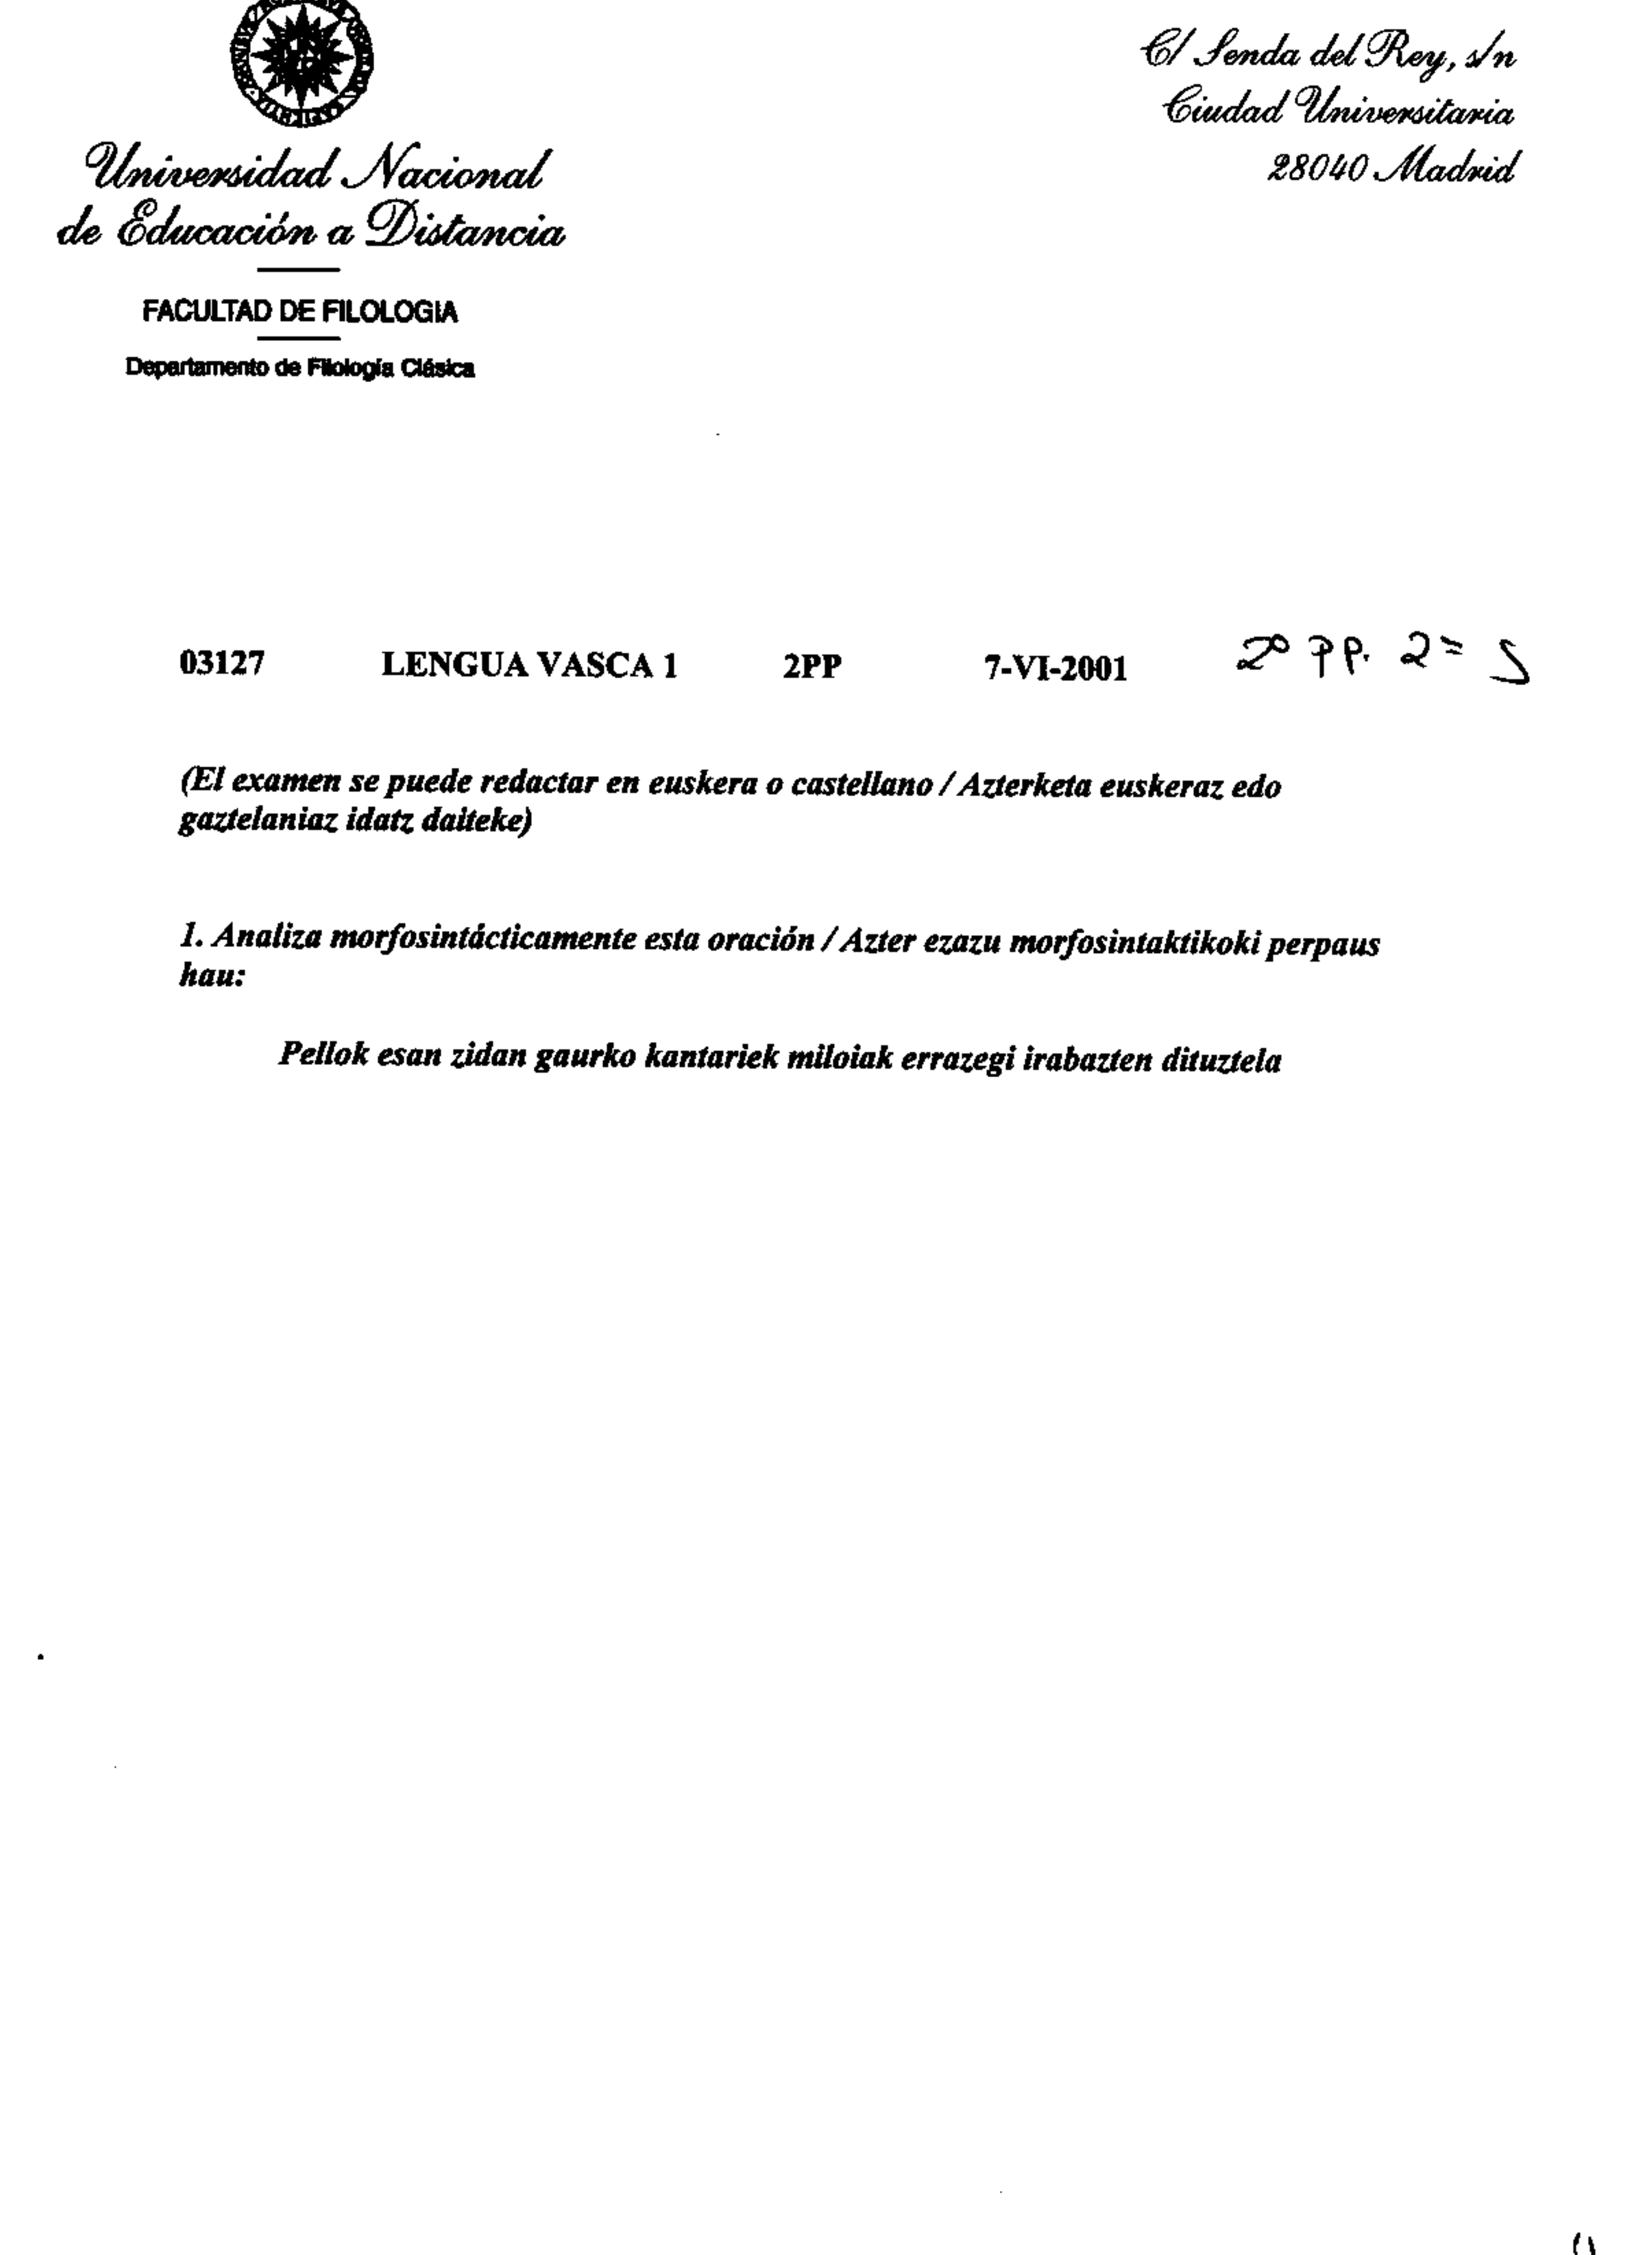 Universidad Nacional
de Educación a Distancia
FACULTAD DE FILOLOGIA
Departamento de Filología Clásica
C/ Senda del Rey, s/n
Ciudad Universitaria
28040 Madrid
03127 LENGUA VASCA 1 2PP 7-VI-2001 2º PP. 2ª S
(El examen se puede redactar en euskera o castellano / Azterketa euskeraz edo
gaztelaniaz idatz daiteke)
1. Analiza morfosintácticamente esta oración / Azter ezazu morfosintaktikoki perpaus
hau:
Pellok esan zidan gaurko kantariek miloiak errazegi irabazten dituztela